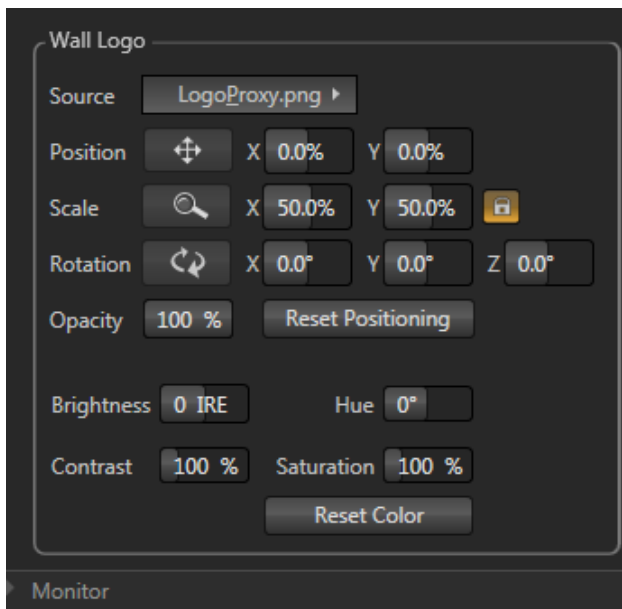 Wall Logo
Source LogoProxy.png
Position X 0.0% Y 0.0%
Scale X 50.0% Y 50.0%
Rotation X 0.0° Y 0.0° Z 0.0°
Opacity 100 % Reset Positioning
Brightness 0 IRE Hue 0°
Contrast 100 % Saturation 100 %
Reset Color
Monitor